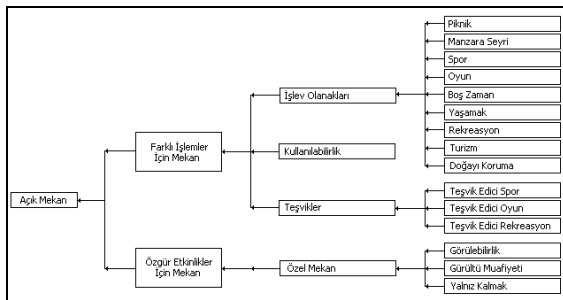 Piknik
Manzara Seyri
Spor
Oyun
İşlev Olanakları
Boş Zaman
Yaşamak
Farklı İşlemler
İçin Mekan
Kullanılabilirlik
Rekreasyon
Turizm
Doğayı Koruma
Açık Mekan
Teşvikler
Teşvik Edici Spor
Teşvik Edici Oyun
Teşvik Edici Rekreasyon
Özgür Etkinlikler
İçin Mekan
Özel Mekan
Görülebilirlik
Gürültü Muafiyeti
Yalnız Kalmak